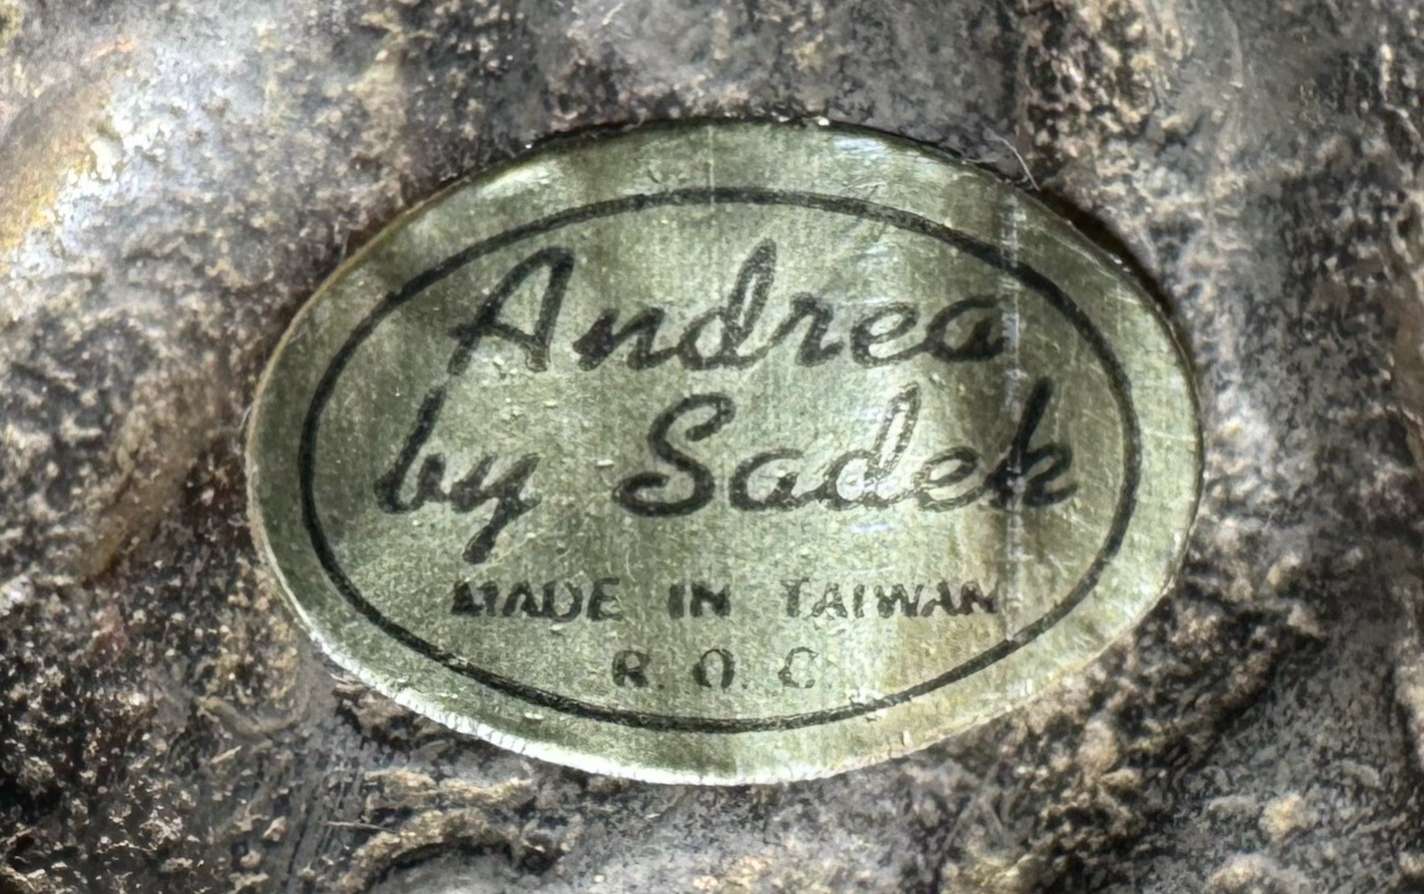 Andrea
by Sadek
MADE IN TAIWAN
R. O. C.